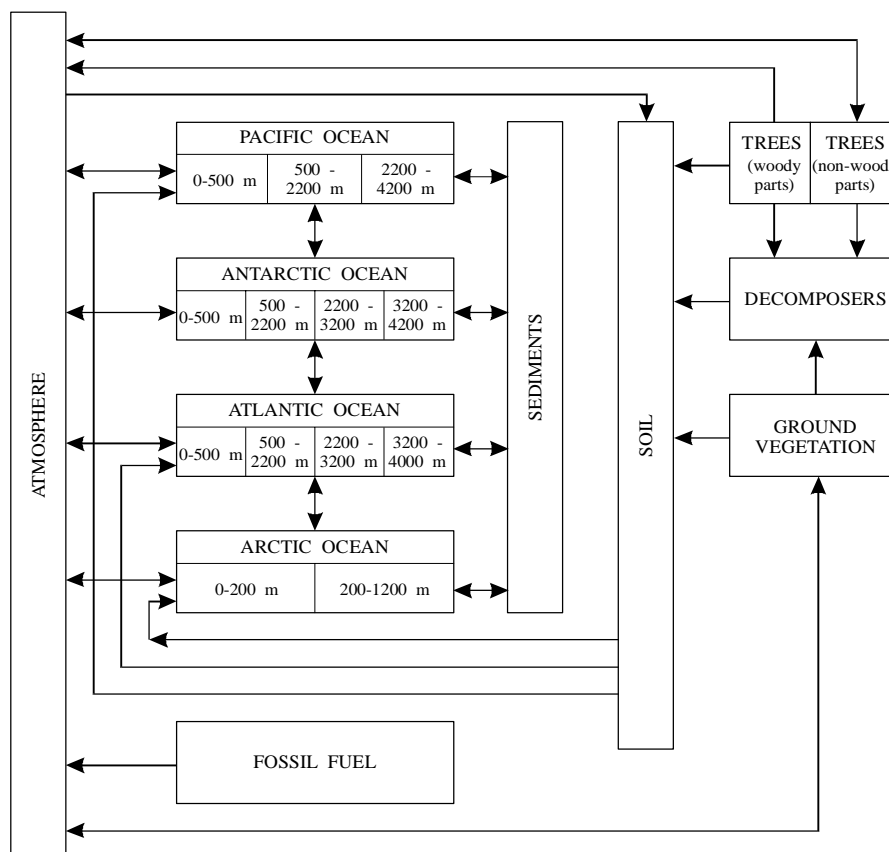 ATMOSPHERE
PACIFIC OCEAN
0-500 m
500 -
2200 m
2200 -
4200 m
ANTARCTIC OCEAN
0-500 m
500 -
2200 m
2200 -
3200 m
3200 -
4200 m
ATLANTIC OCEAN
0-500 m
500 -
2200 m
2200 -
3200 m
3200 -
4000 m
ARCTIC OCEAN
0-200 m
200-1200 m
FOSSIL FUEL
SEDIMENTS
SOIL
TREES
(woody
parts)
TREES
(non-wood
parts)
DECOMPOSERS
GROUND
VEGETATION